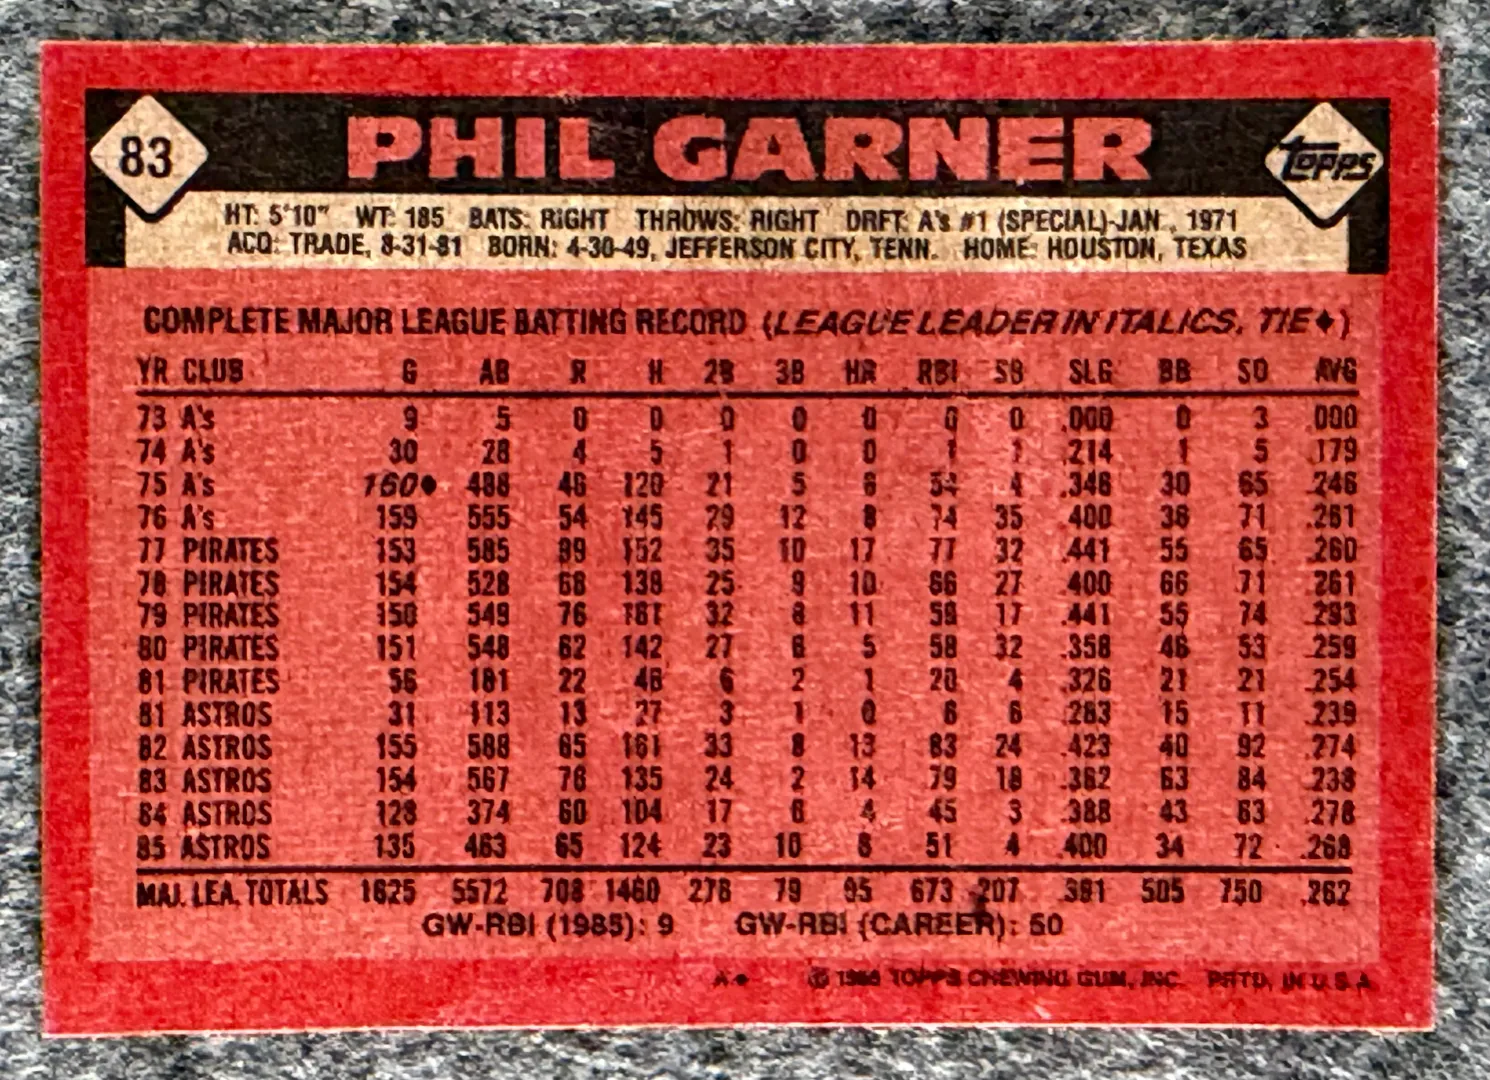 83 PHIL GARNER TOPPS
HT: 5'10" WT: 185 BATS: RIGHT THROWS: RIGHT DRFT: A's #1 (SPECIAL)-JAN., 1971
ACQ: TRADE, 8-31-81 BORN: 4-30-49, JEFFERSON CITY, TENN. HOME: HOUSTON, TEXAS
COMPLETE MAJOR LEAGUE BATTING RECORD (LEAGUE LEADER IN ITALICS, TIE♦)
YR CLUB G AB R H 2B 3B HR RBI SB SLG BB SO AVG
73 A's 9 5 0 0 0 0 0 0 0 .000 0 3 .000
74 A's 30 28 4 5 1 0 0 1 1 .214 1 5 .179
75 A's 160♦ 488 46 120 21 5 6 54 4 .346 30 65 .246
76 A's 159 555 54 145 29 12 8 74 35 .400 36 71 .261
77 PIRATES 153 585 99 152 35 10 17 77 32 .441 55 65 .260
78 PIRATES 154 528 66 138 25 9 10 66 27 .400 66 71 .261
79 PIRATES 150 549 76 161 32 8 11 59 17 .441 55 74 .293
80 PIRATES 151 548 62 142 27 6 5 58 32 .358 46 53 .259
81 PIRATES 56 181 22 46 6 2 1 20 4 .326 21 21 .254
81 ASTROS 31 113 13 27 3 1 0 6 6 .283 15 11 .239
82 ASTROS 155 588 65 161 33 8 13 83 24 .423 40 92 .274
83 ASTROS 154 567 76 135 24 2 14 79 18 .362 63 84 .238
84 ASTROS 128 374 60 104 17 6 4 45 3 .388 43 63 .278
85 ASTROS 135 463 65 124 23 10 6 51 4 .400 34 72 .268
MAJ. LEA. TOTALS 1625 5572 708 1460 276 79 95 673 207 .391 505 750 .262
GW-RBI (1985): 9 GW-RBI (CAREER): 50
A♦ © 1986 TOPPS CHEWING GUM, INC. PRTD. IN U.S.A.